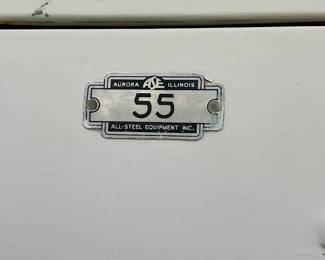 AURORA ASE ILLINOIS
55
ALL-STEEL EQUIPMENT INC.